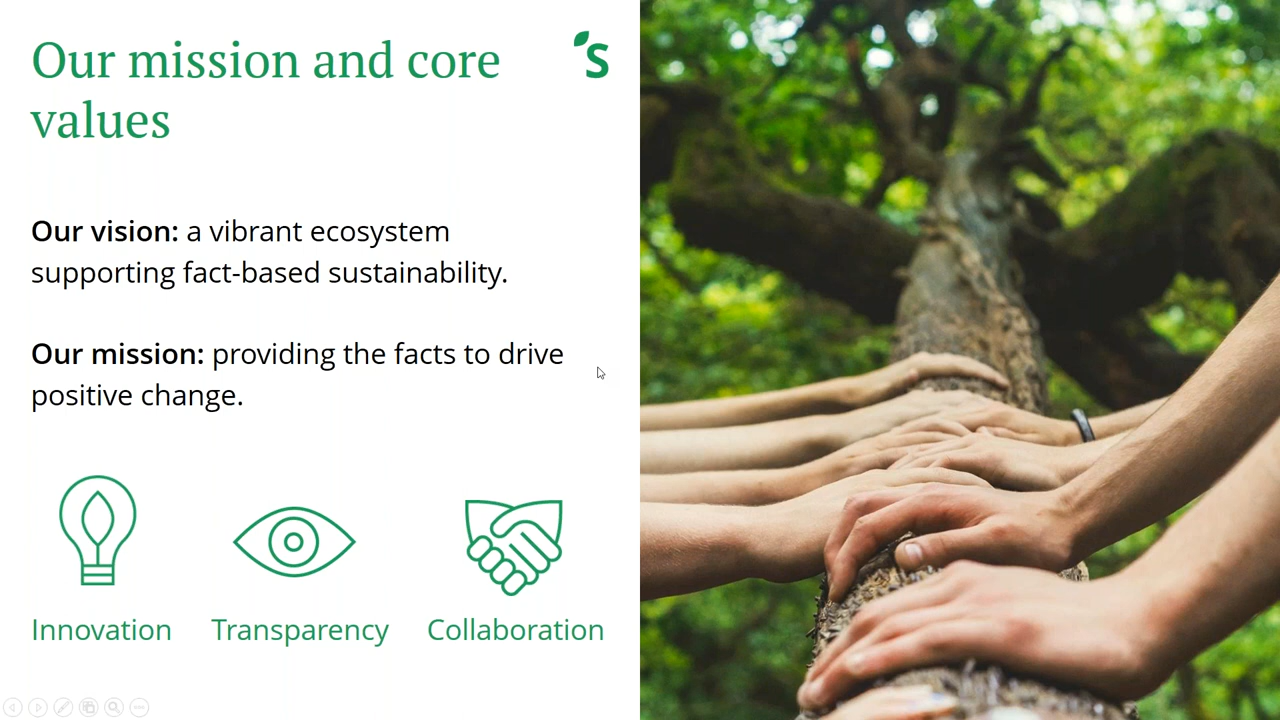 Our mission and core
values
S
Our vision: a vibrant ecosystem
supporting fact-based sustainability.
Our mission: providing the facts to drive
positive change.
Innovation Transparency Collaboration